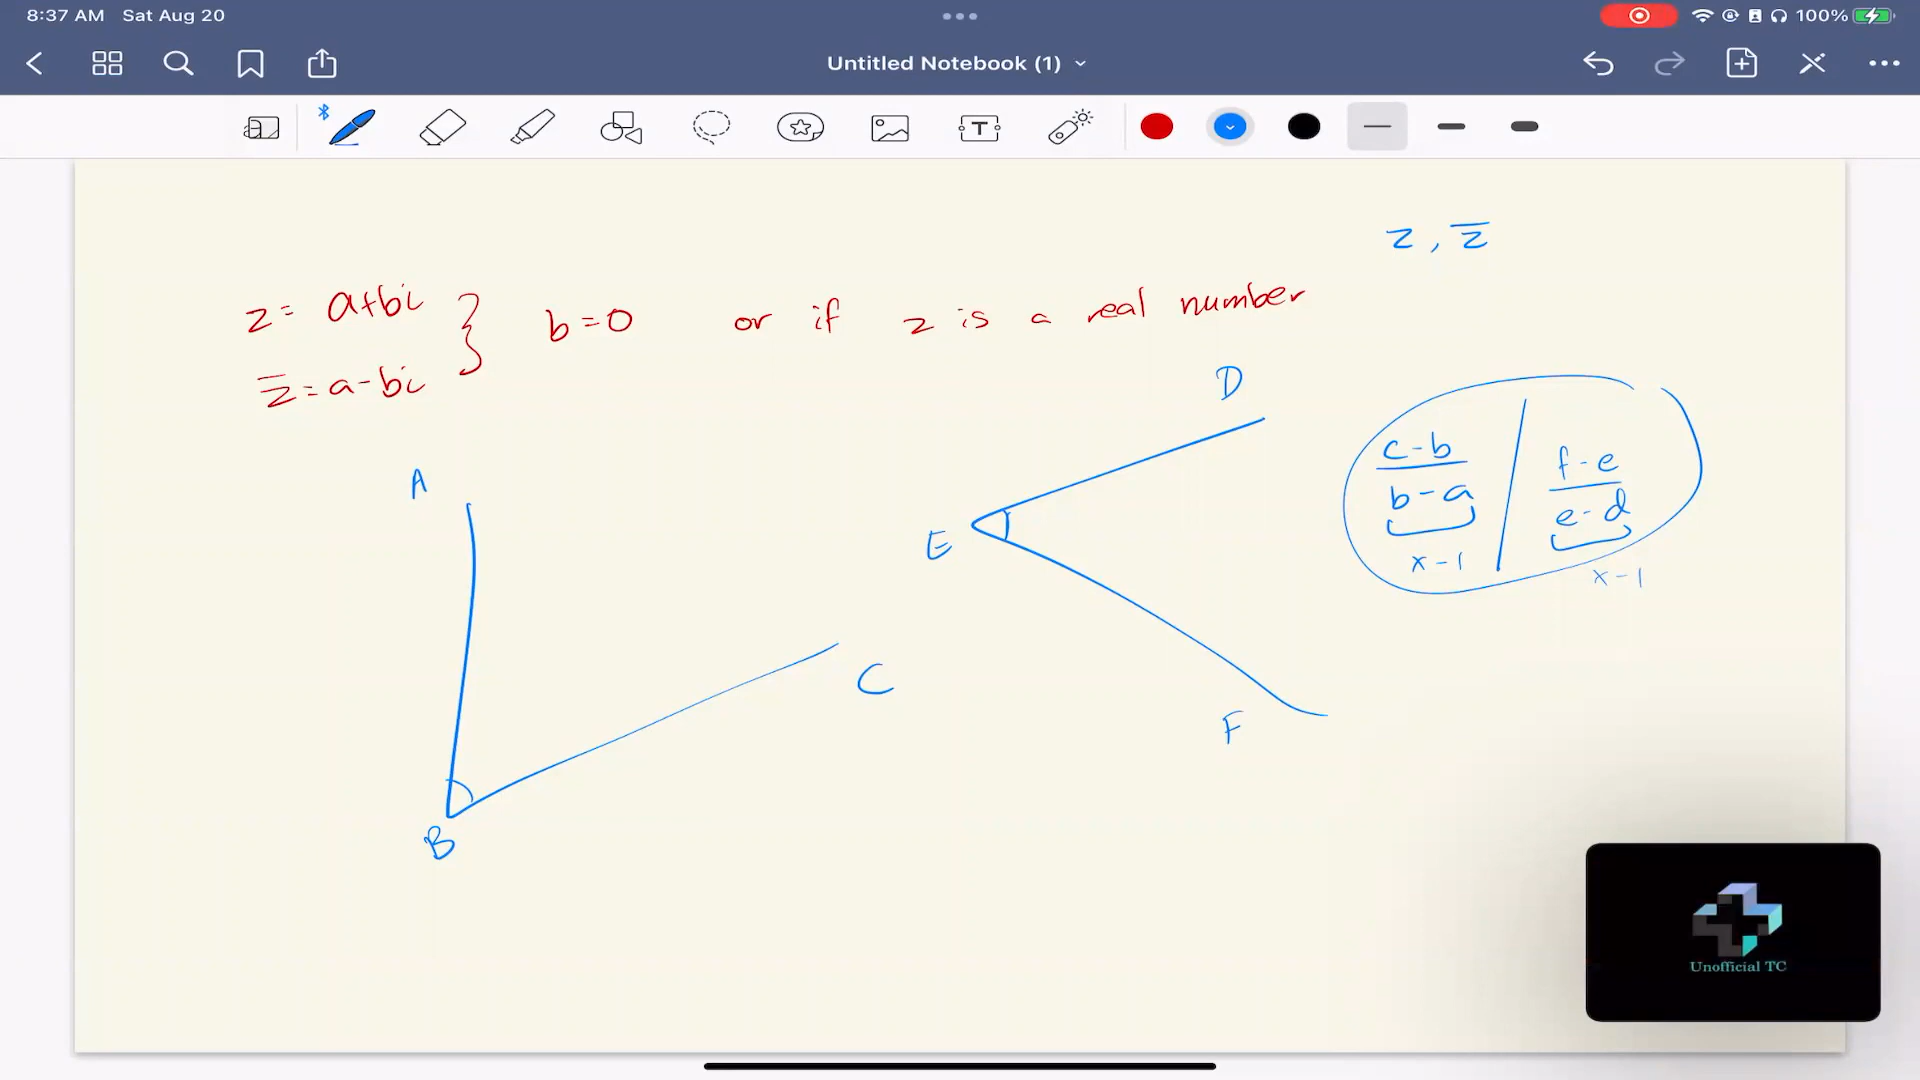 8:37 AM Sat Aug 20
100%
Untitled Notebook (1)
T
z , z̅
z = a+bi
z̅ = a-bi
} b=0 or if z is a real number
A
B
C
D
E
F
c-b
b-a
x-1
f-e
e-d
x-1
Unofficial TC